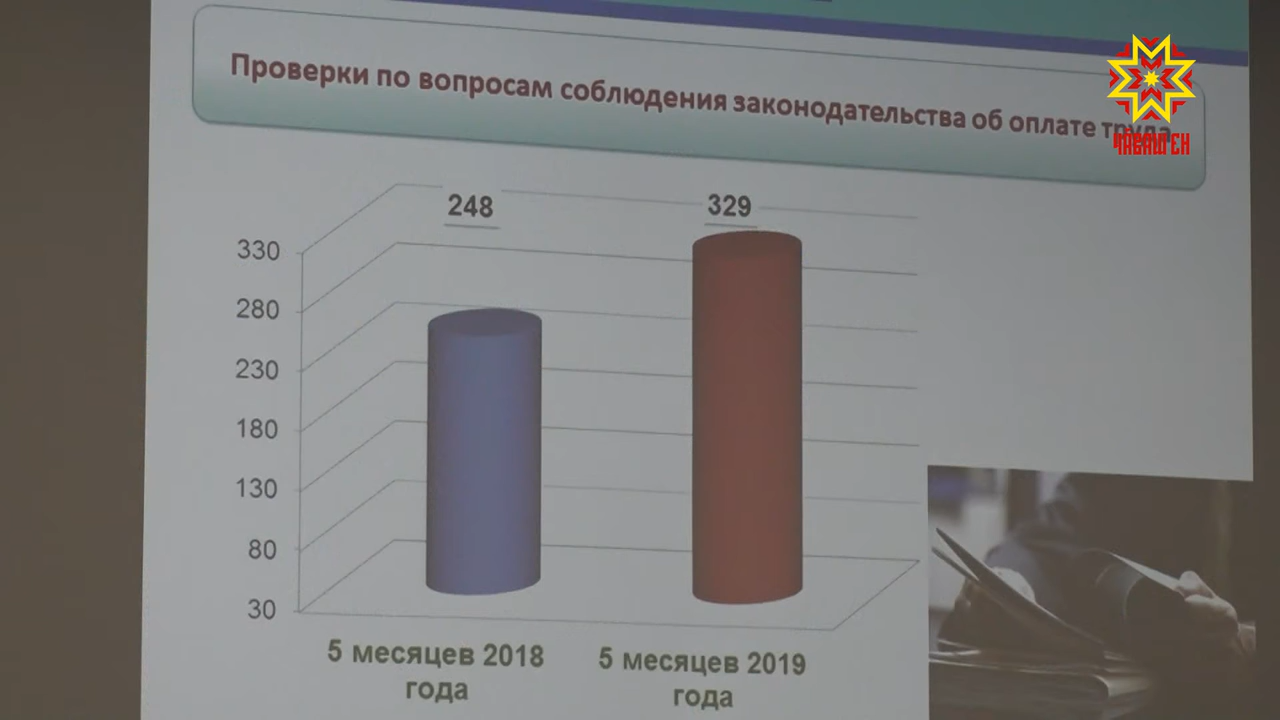 Проверки по вопросам соблюдения законодательства об оплате труда
ЧӐВАШ ЕН
248
329
330
280
230
180
130
80
30
5 месяцев 2018
года
5 месяцев 2019
года